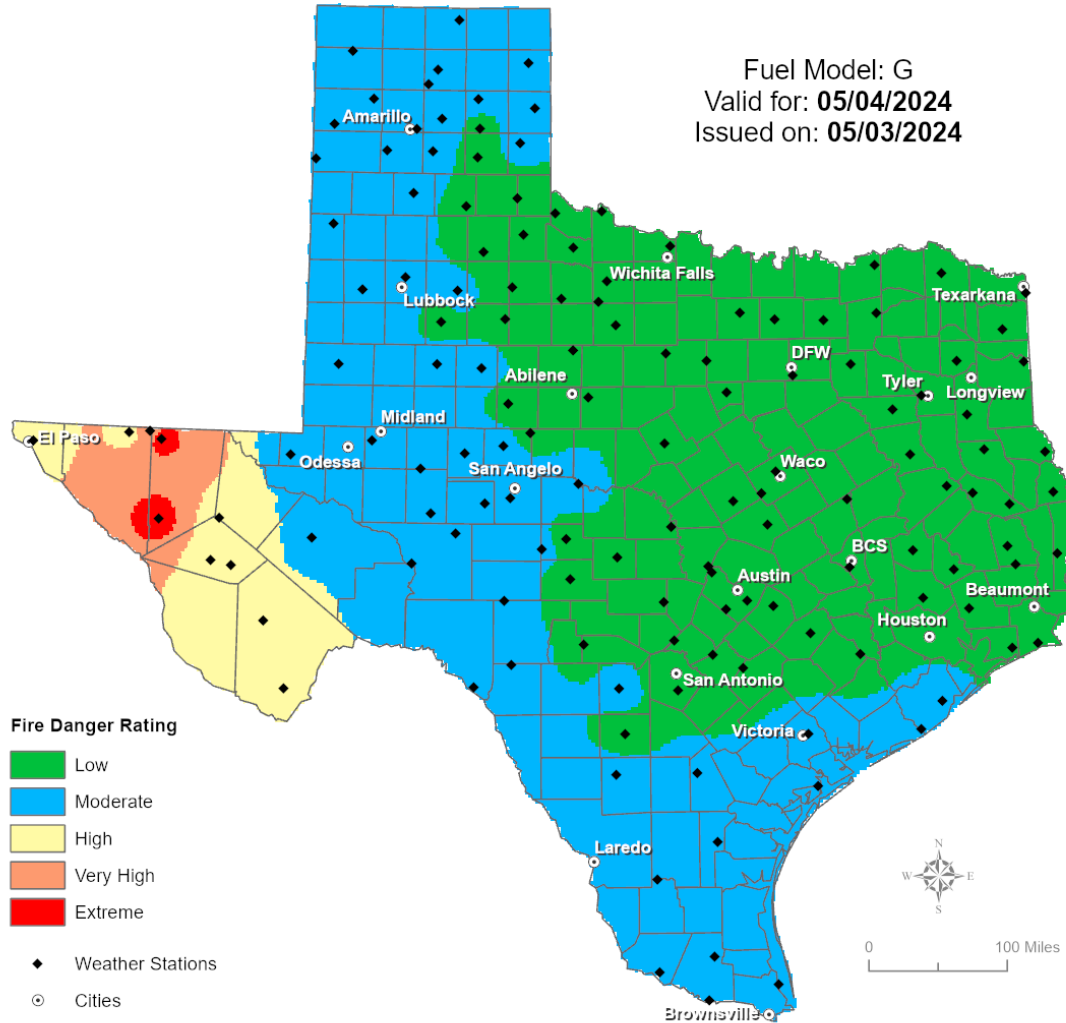 Fuel Model: G
Valid for: 05/04/2024
Issued on: 05/03/2024
Amarillo
Wichita Falls
Lubbock
Texarkana
DFW
Abilene
Tyler
Longview
Midland
El Paso
Odessa
San Angelo
Waco
BCS
Austin
Beaumont
Houston
San Antonio
Victoria
Laredo
Brownsville
Fire Danger Rating
Low
Moderate
High
Very High
Extreme
Weather Stations
Cities
N
W
E
S
0
100 Miles